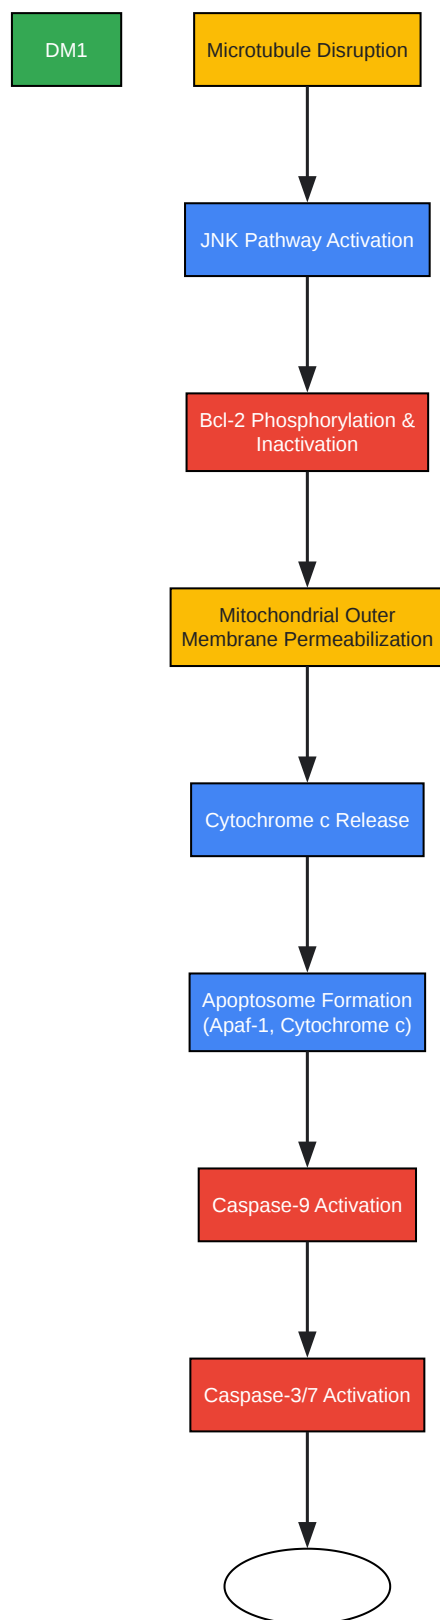 DM1
Microtubule Disruption
JNK Pathway Activation
Bcl-2 Phosphorylation &
Inactivation
Mitochondrial Outer
Membrane Permeabilization
Cytochrome c Release
Apoptosome Formation
(Apaf-1, Cytochrome c)
Caspase-9 Activation
Caspase-3/7 Activation